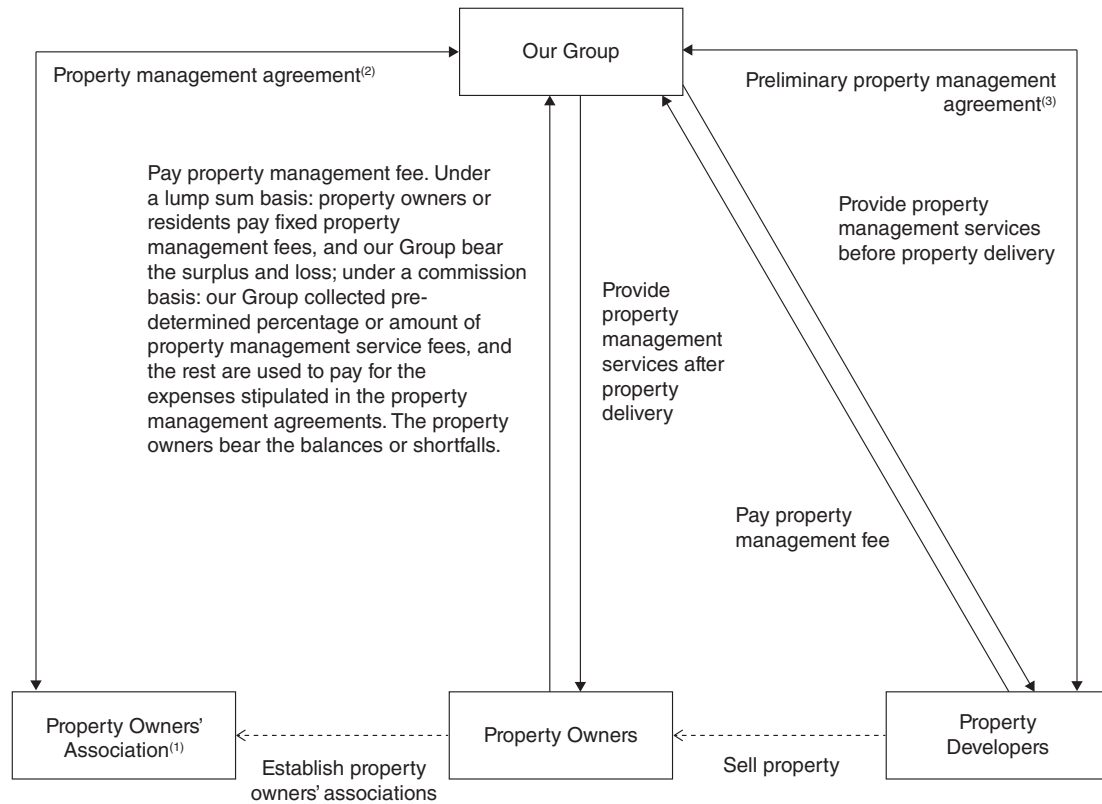 Our Group
Property management agreement(2)
Preliminary property management
agreement(3)
Pay property management fee. Under
a lump sum basis: property owners or
residents pay fixed property
management fees, and our Group bear
the surplus and loss; under a commission
basis: our Group collected pre-
determined percentage or amount of
property management service fees, and
the rest are used to pay for the
expenses stipulated in the property
management agreements. The property
owners bear the balances or shortfalls.
Provide
property
management
services after
property
delivery
Provide property
management services
before property delivery
Pay property
management fee
Property Owners'
Association(1)
Establish property
owners' associations
Property Owners
Sell property
Property
Developers